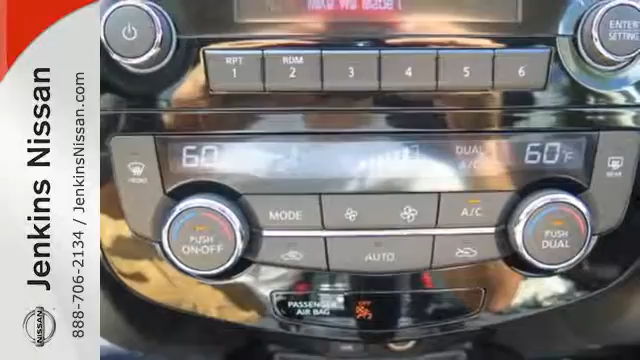 Jenkins Nissan
888-706-2134 / JenkinsNissan.com
NISSAN
ENTER
SETTING
RPT RDM
1 2 3 4 5 6
60 DUAL 60°F
A/C
FRONT REAR
MODE A/C
PUSH
ON·OFF
AUTO
PUSH
DUAL
PASSENGER
AIR BAG
OFF